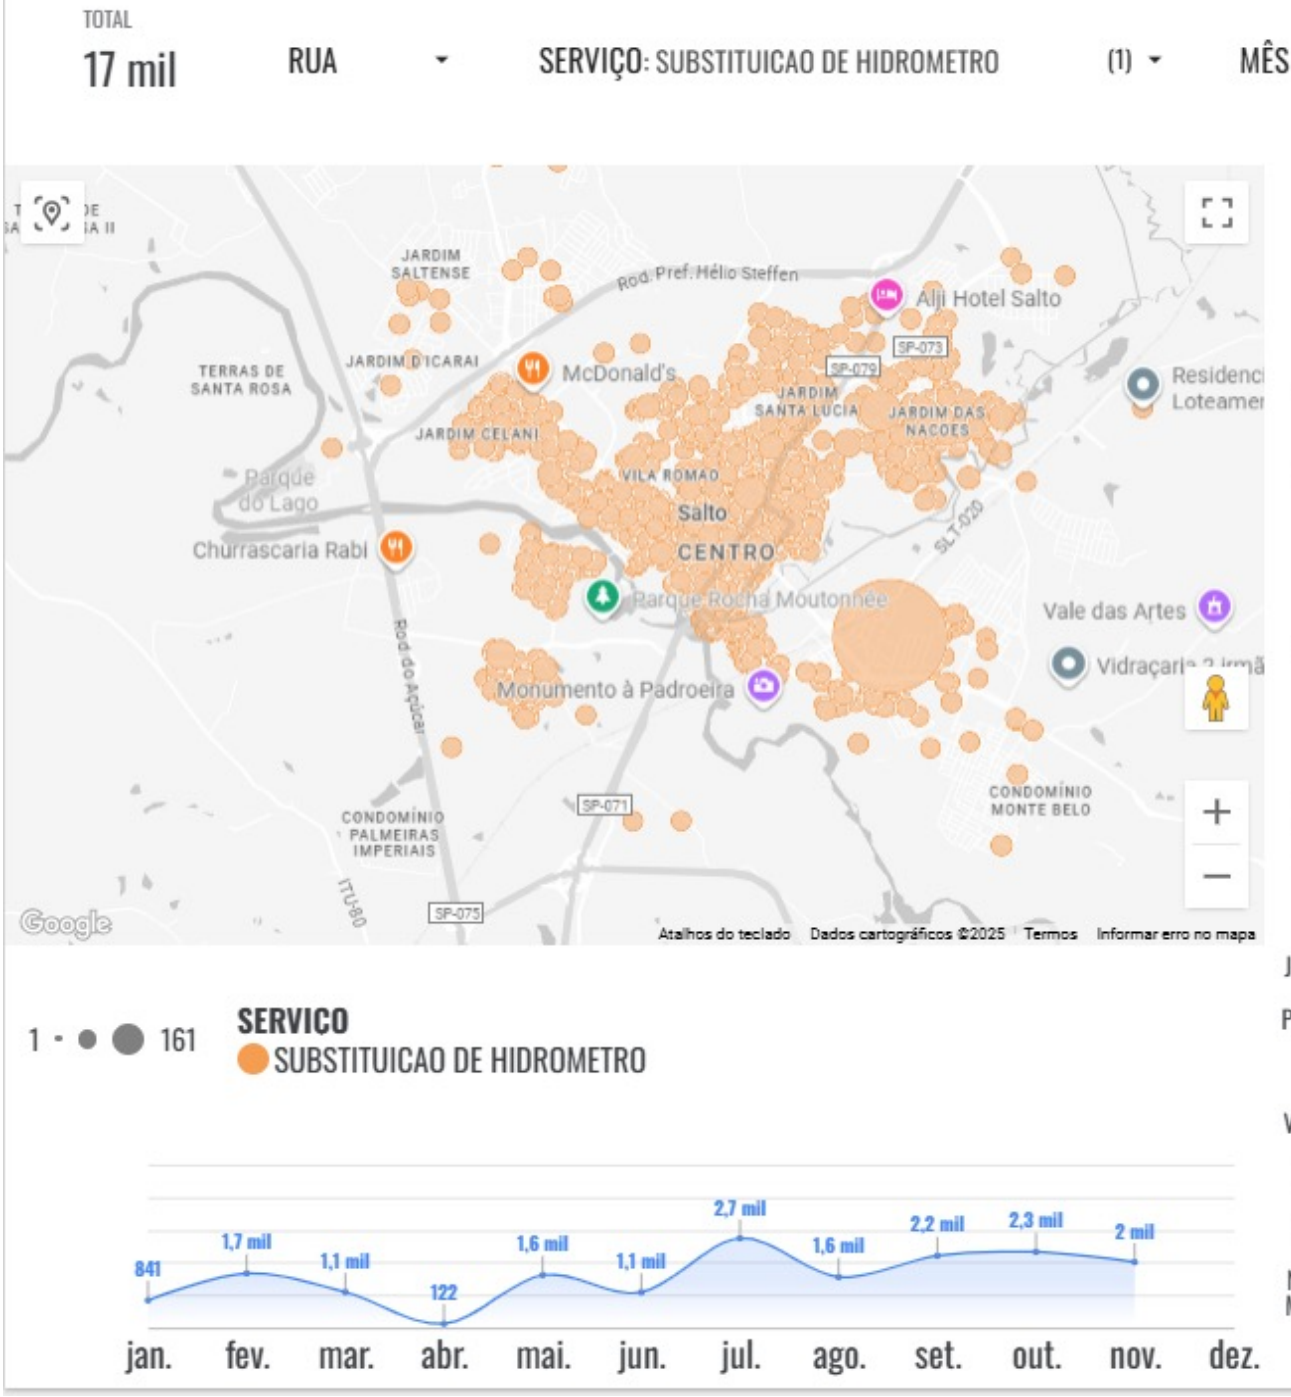 TOTAL
17 mil
RUA
SERVIÇO: SUBSTITUICAO DE HIDROMETRO
(1)
MÊS
JARDIM
SALTENSE
Rod. Pref. Hélio Steffen
Alji Hotel Salto
SP-073
SP-079
JARDIM D'ICARAI
McDonald's
TERRAS DE
SANTA ROSA
JARDIM
SANTA LUCIA
JARDIM DAS
NACOES
Residenci
Loteamer
JARDIM CELANI
Parque
do Lago
VILA ROMAO
Salto
CENTRO
SLT-020
Churrascaria Rabi
Parque Rocha Moutonnée
Vale das Artes
Rod. do Açúcar
Monumento à Padroeira
Vidraçaria 2 irmã
SP-071
CONDOMÍNIO
MONTE BELO
CONDOMÍNIO
PALMEIRAS
IMPERIAIS
ITU-80
SP-075
Google
Atalhos do teclado
Dados cartográficos ©2025
Termos
Informar erro no mapa
1
161
SERVIÇO
SUBSTITUICAO DE HIDROMETRO
841
1,7 mil
1,1 mil
122
1,6 mil
1,1 mil
2,7 mil
1,6 mil
2,2 mil
2,3 mil
2 mil
jan.
fev.
mar.
abr.
mai.
jun.
jul.
ago.
set.
out.
nov.
dez.